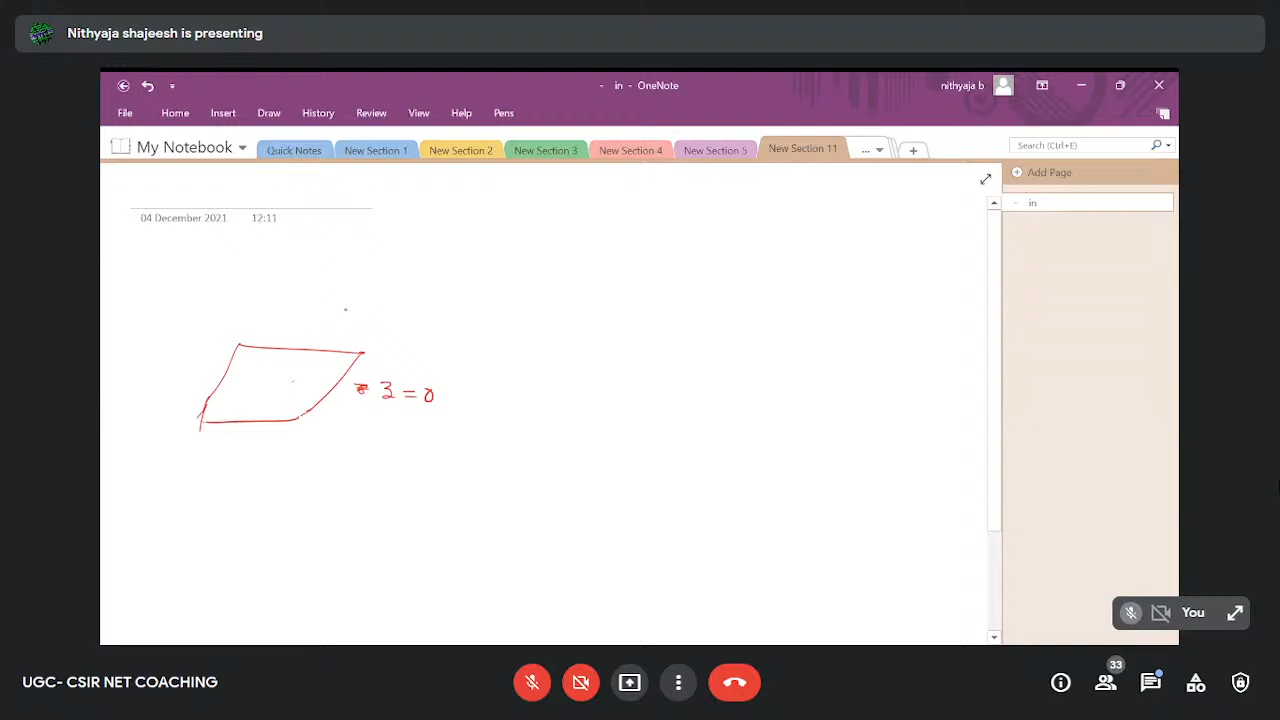 Nithyaja shajeesh is presenting
- in - OneNote
nithyaja b
File Home Insert Draw History Review View Help Pens
My Notebook
Quick Notes New Section 1 New Section 2 New Section 3 New Section 4 New Section 5 New Section 11 ... +
Search (Ctrl+E)
Add Page
- in
04 December 2021 12:11
3 = 0
You
33
UGC- CSIR NET COACHING